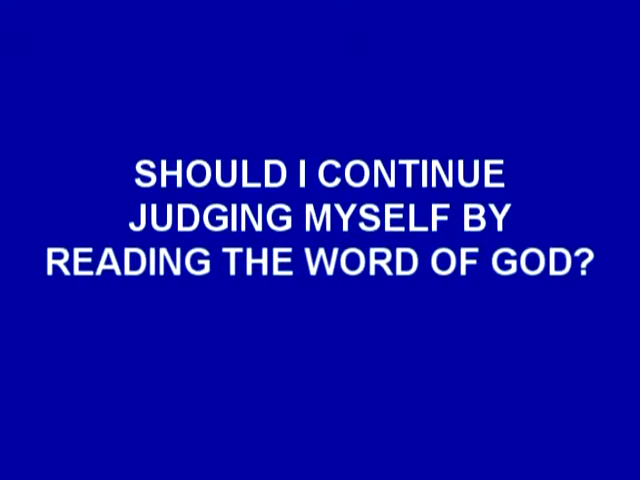 SHOULD I CONTINUE
JUDGING MYSELF BY
READING THE WORD OF GOD?